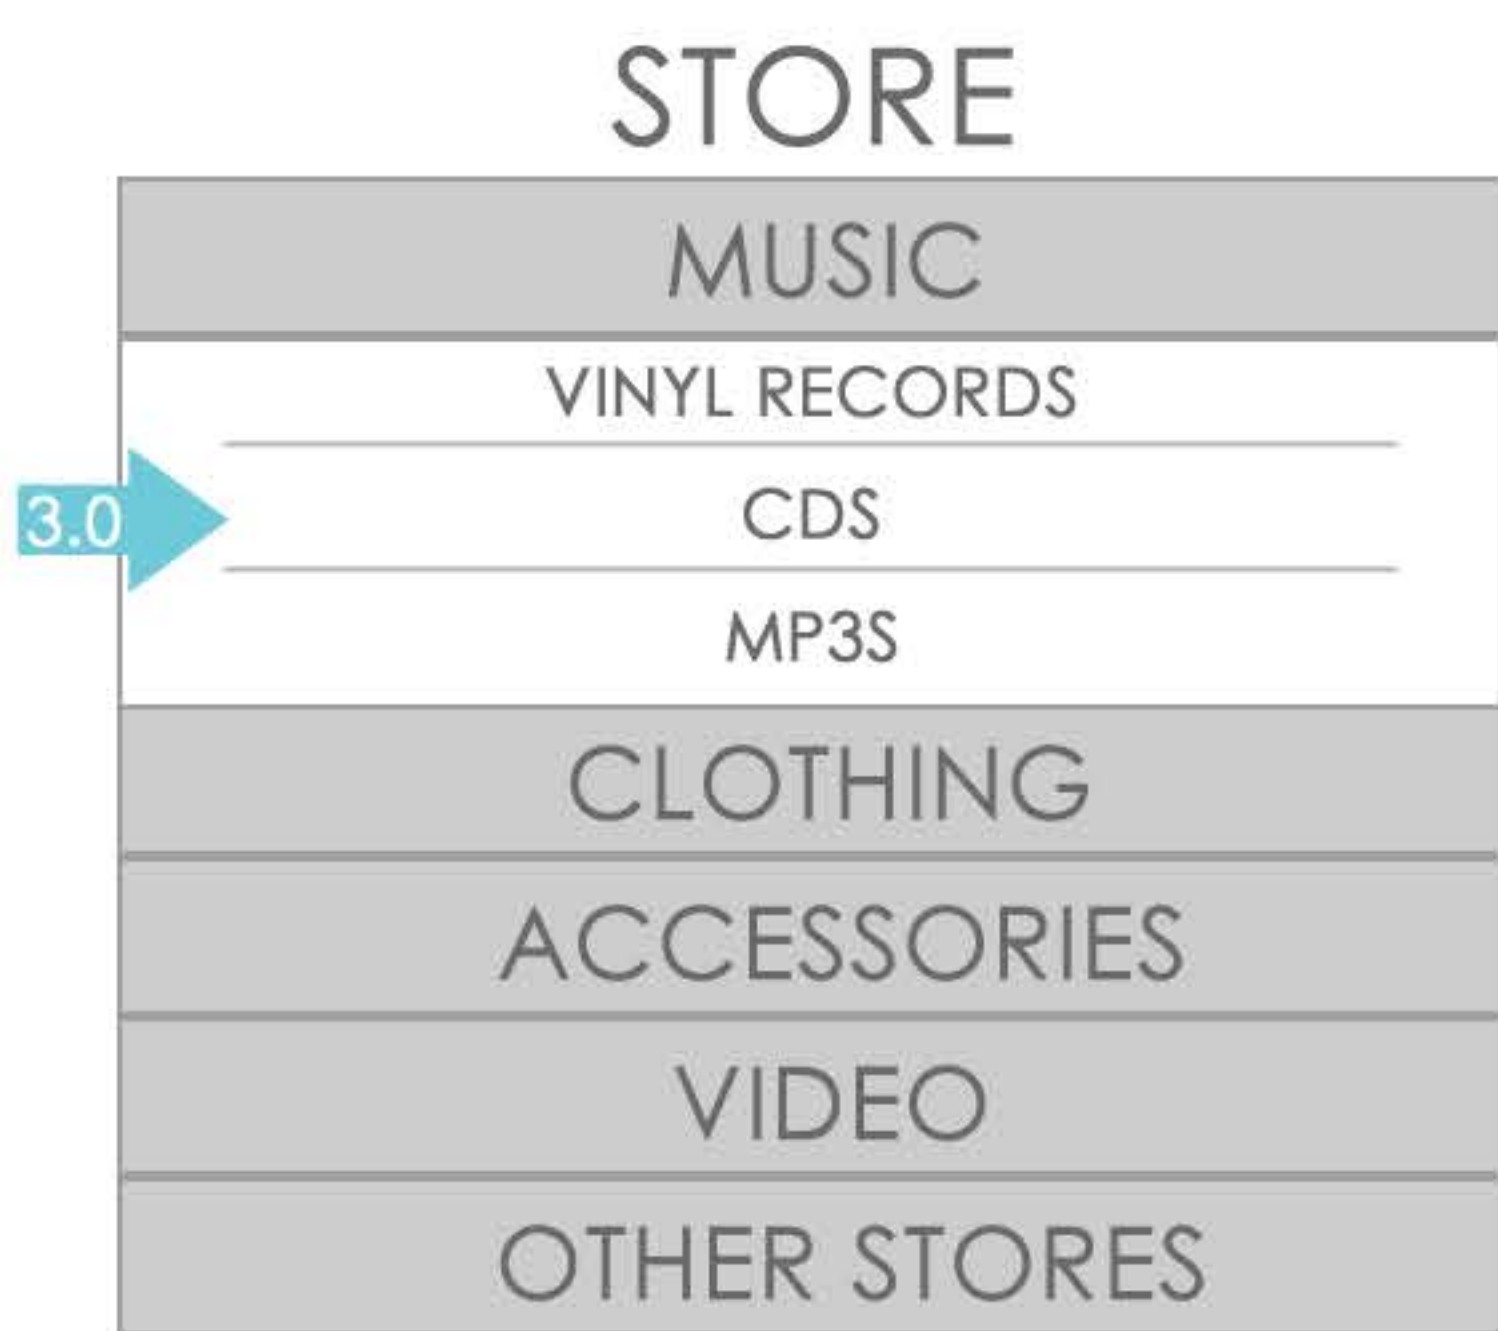 STORE
MUSIC
VINYL RECORDS
3.0
CDS
MP3S
CLOTHING
ACCESSORIES
VIDEO
OTHER STORES